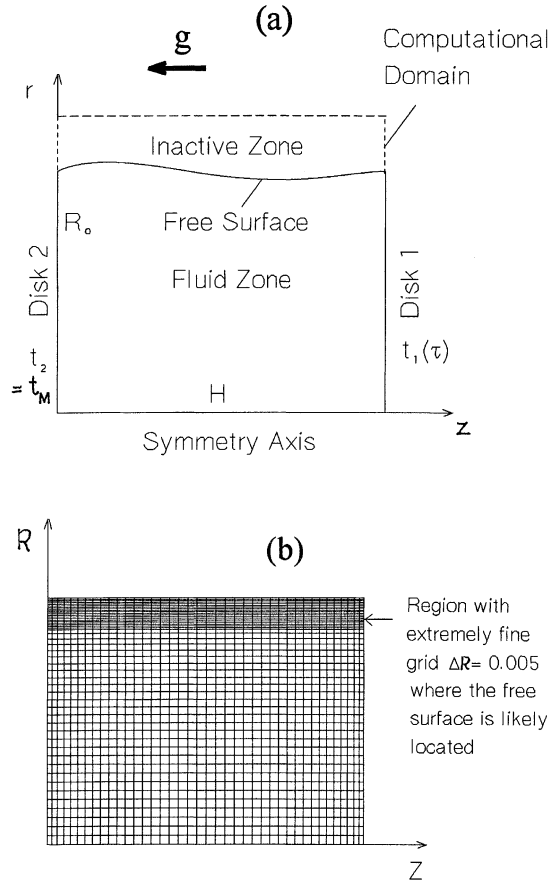 (a)
g
Computational
Domain
r
Inactive Zone
Free Surface
R₀
Fluid Zone
Disk 2
Disk 1
t₁(τ)
t₂
= t_M
H
z
Symmetry Axis
(b)
R
Region with
extremely fine
grid ΔR= 0.005
where the free
surface is likely
located
Z